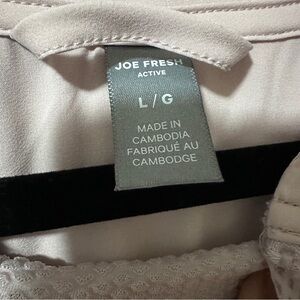 JOE FRESH
ACTIVE
L/G
MADE IN
CAMBODIA
FABRIQUÉ AU
CAMBODGE